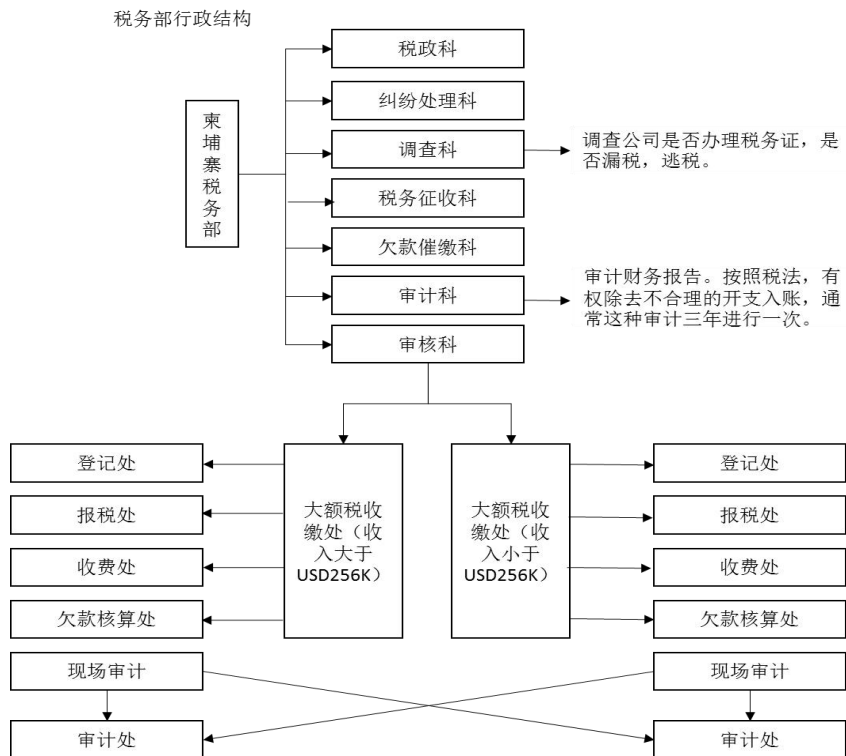 税务部行政结构
税政科
纠纷处理科
柬埔寨税务部
调查科
调查公司是否办理税务证，是
否漏税，逃税。
税务征收科
欠款催缴科
审计科
审计财务报告。按照税法，有
权除去不合理的开支入账，通
常这种审计三年进行一次。
审核科
登记处
报税处
收费处
欠款核算处
现场审计
审计处
大额税收
缴处（收
入大于
USD256K）
大额税收
缴处（收
入小于
USD256K）
登记处
报税处
收费处
欠款核算处
现场审计
审计处